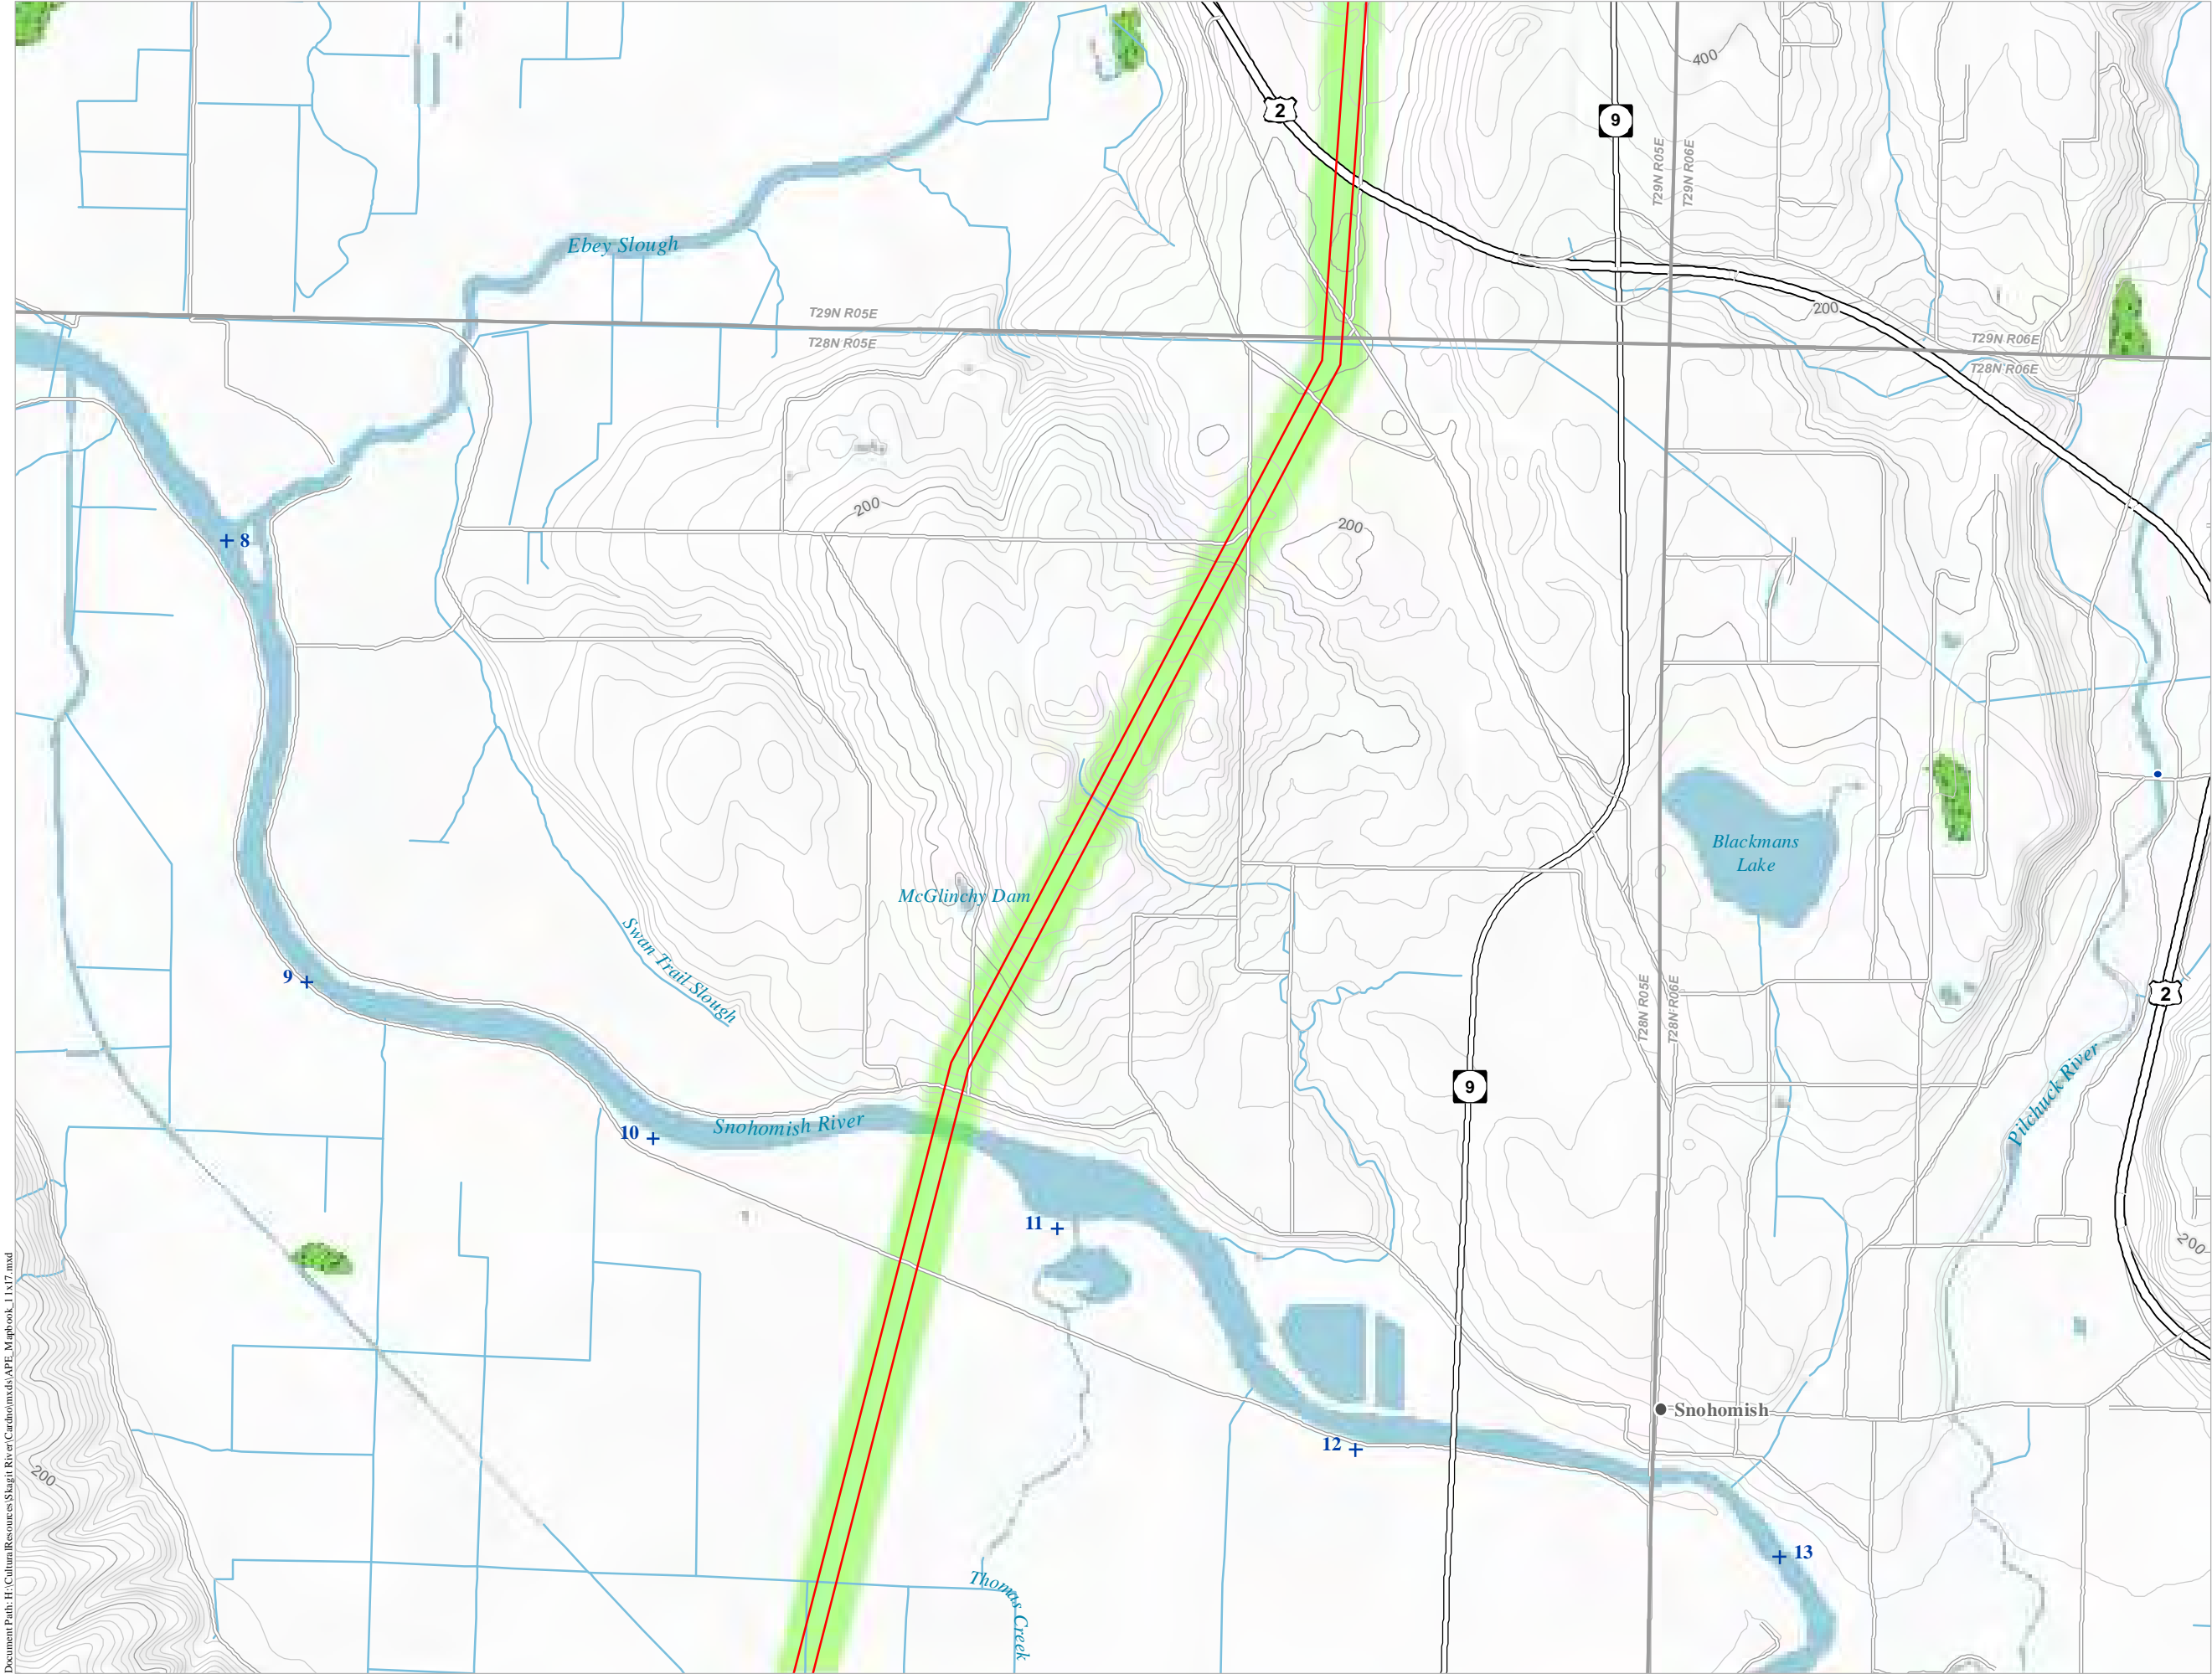 400
2
9
T29N R05E
T29N R06E
Ebey Slough
200
T29N R05E
T28N R05E
T29N R06E
T28N R06E
200
200
8
Blackmans
Lake
McGlinchy Dam
Swan Trail Slough
9
T28N R05E
T28N R06E
2
9
Pilchuck River
Snohomish River
10
11
200
Snohomish
12
200
13
Thomas Creek
Document Path: H:\CulturalResources\Skagit River\Cardno\mxds\APE_Mapbook_11x17.mxd